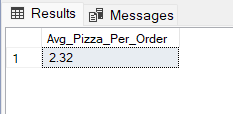 Results Messages
Avg_Pizza_Per_Order
1 2.32